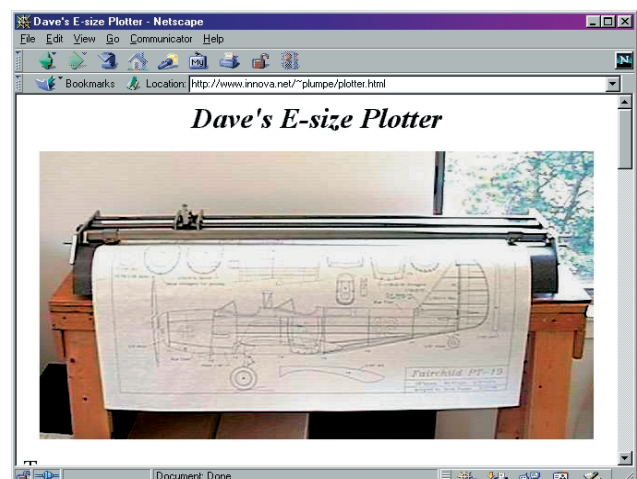 Dave's E-size Plotter - Netscape
File Edit View Go Communicator Help
My
N
Bookmarks Location: http://www.innova.net/~plumpe/plotter.html
Dave's E-size Plotter
Fairchild PT-19
Document: Done